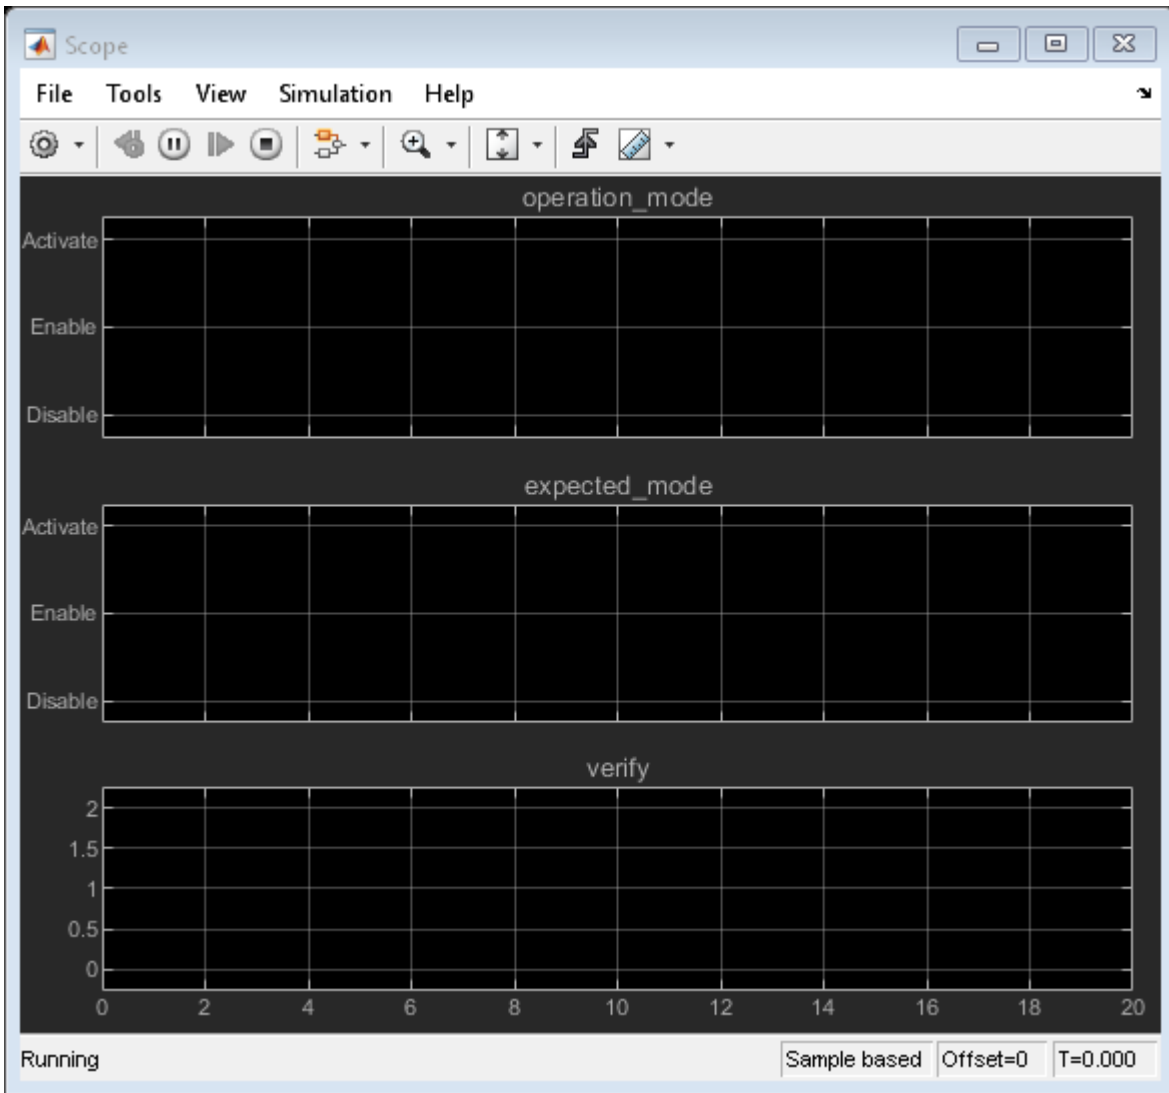 Scope
File Tools View Simulation Help
operation_mode
Activate
Enable
Disable
expected_mode
Activate
Enable
Disable
verify
2
1.5
1
0.5
0
0 2 4 6 8 10 12 14 16 18 20
Running Sample based Offset=0 T=0.000